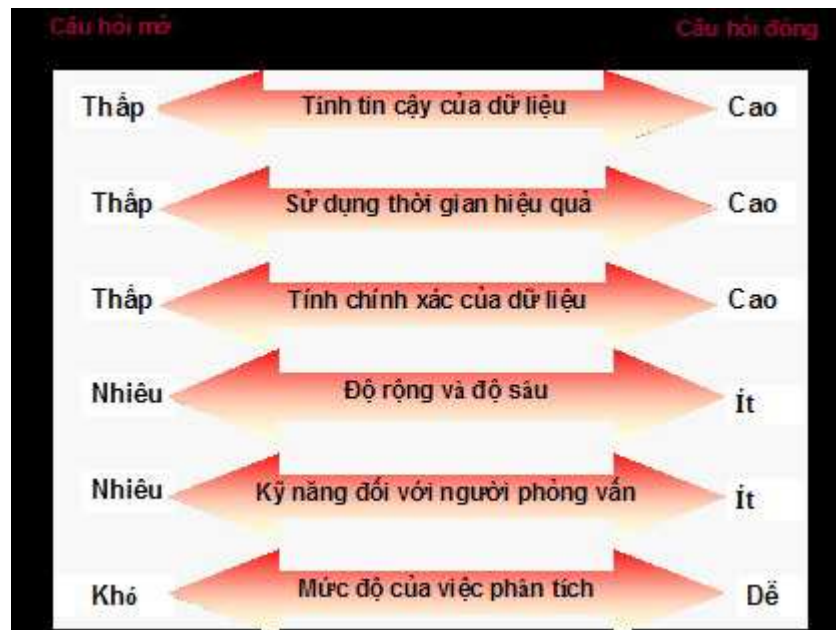 Câu hỏi mở Câu hỏi đóng
Thấp Tính tin cậy của dữ liệu Cao
Thấp Sử dụng thời gian hiệu quả Cao
Thấp Tính chính xác của dữ liệu Cao
Nhiêu Độ rộng và độ sâu Ít
Nhiêu Kỹ năng đối với người phỏng vấn Ít
Khó Mức độ của việc phân tích Dễ